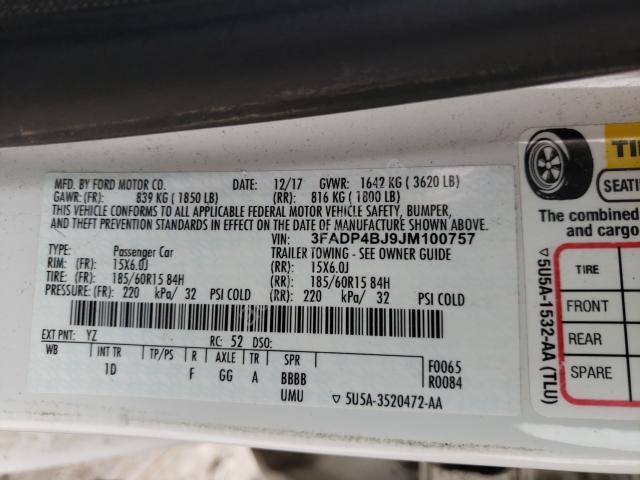 MFD. BY FORD MOTOR CO. DATE: 12/17 GVWR: 1642 KG ( 3620 LB)
GAWR: (FR): 839 KG ( 1850 LB) (RR): 816 KG ( 1800 LB)
THIS VEHICLE CONFORMS TO ALL APPLICABLE FEDERAL MOTOR VEHICLE SAFETY, BUMPER,
AND THEFT PREVENTION STANDARDS IN EFFECT ON THE DATE OF MANUFACTURE SHOWN ABOVE.
VIN: 3FADP4BJ9JM100757
TYPE: Passenger Car TRAILER TOWING - SEE OWNER GUIDE
RIM: (FR): 15X6.0J (RR): 15X6.0J
TIRE: (FR): 185/60R15 84H (RR): 185/60R15 84H
PRESSURE: (FR): 220 kPa/ 32 PSI COLD (RR): 220 kPa/ 32 PSI COLD
EXT PNT: YZ RC: 52 DSO:
WB INT TR TP/PS R AXLE TR SPR F0065
1D F GG A BBBB R0084
UMU ▽ 5U5A-3520472-AA
SEATI
The combined
and cargo
TIRE
FRONT
REAR
SPARE
▽5U5A-1532-AA (TLU)